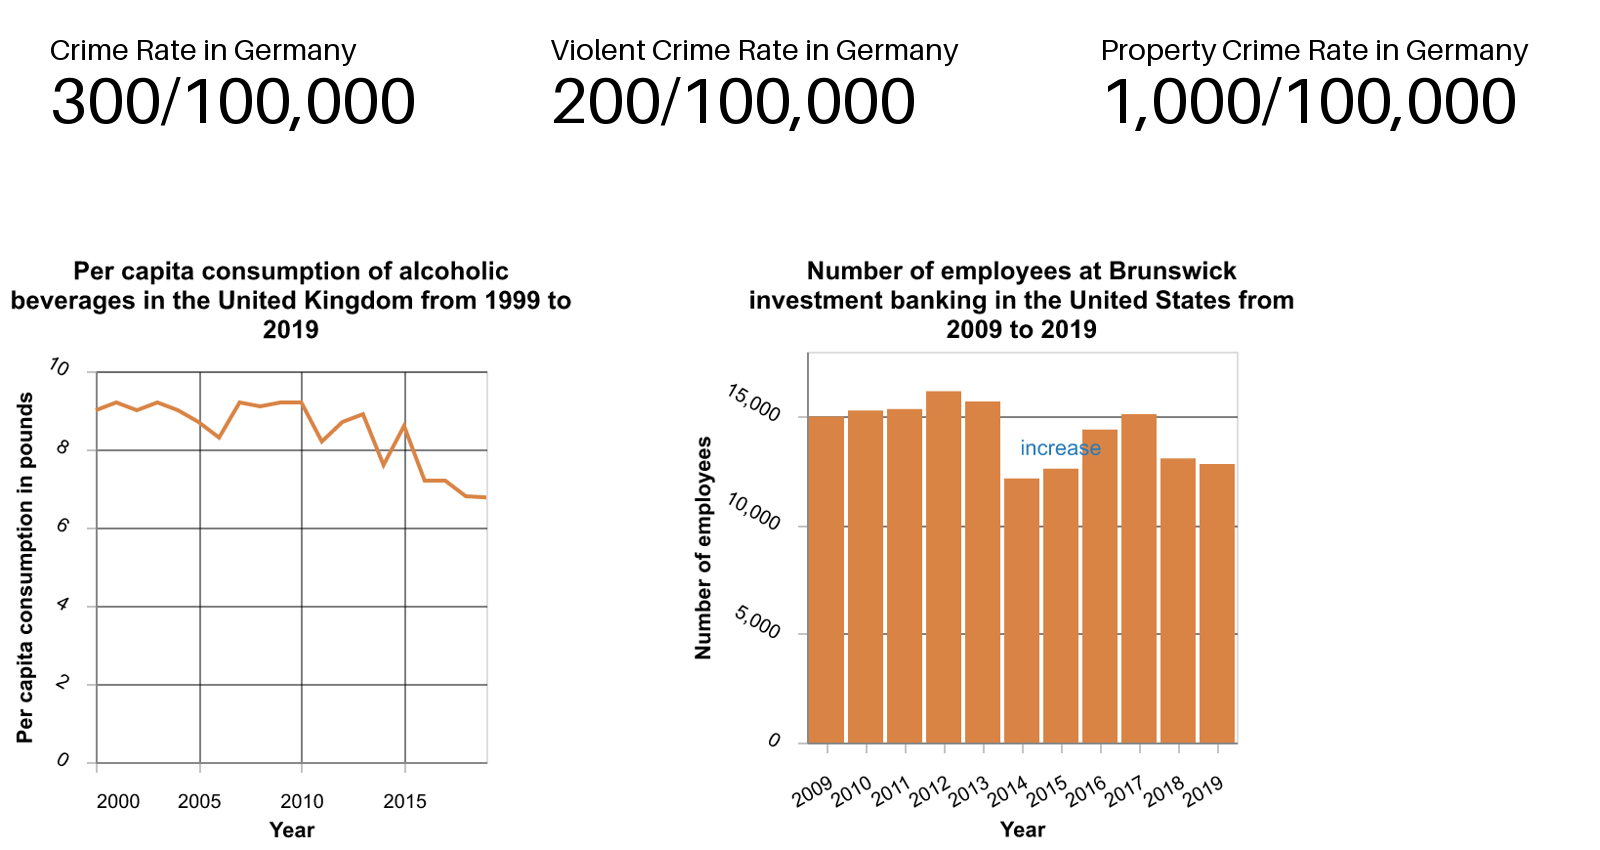 Crime Rate in Germany
300/100,000
Violent Crime Rate in Germany
200/100,000
Property Crime Rate in Germany
1,000/100,000
Per capita consumption of alcoholic
beverages in the United Kingdom from 1999 to
2019
Per capita consumption in pounds
10
8
6
4
2
0
2000
2005
2010
2015
Year
Number of employees at Brunswick
investment banking in the United States from
2009 to 2019
Number of employees
15,000
10,000
5,000
0
increase
2009
2010
2011
2012
2013
2014
2015
2016
2017
2018
2019
Year